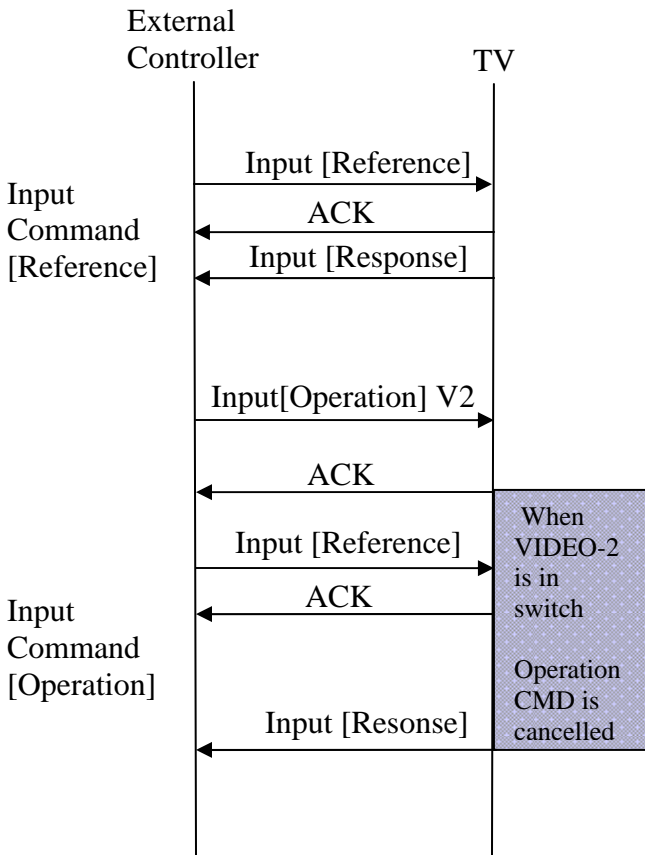 External
Controller
TV
Input [Reference]
Input
Command
[Reference]
ACK
Input [Response]
Input[Operation] V2
ACK
When
VIDEO-2
is in
switch
Input [Reference]
ACK
Input
Command
[Operation]
Operation
CMD is
cancelled
Input [Resonse]